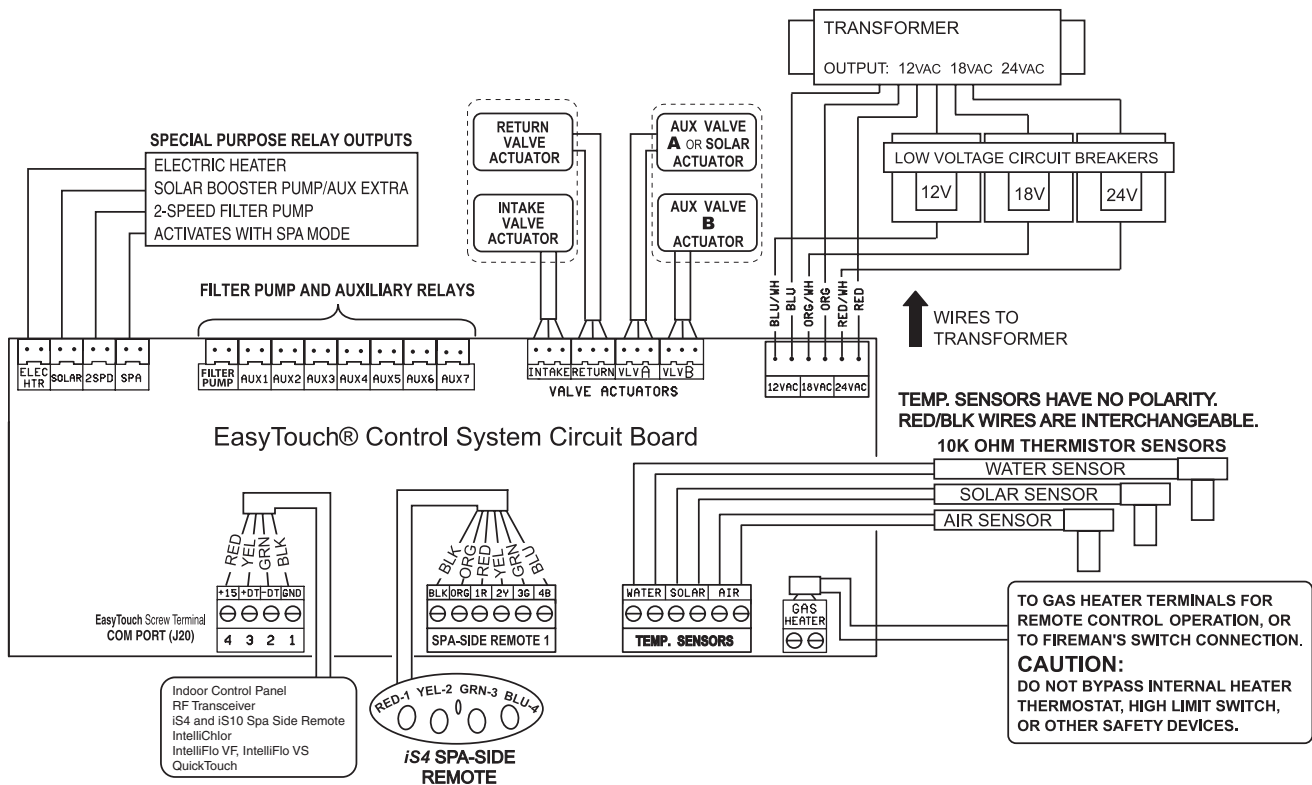 TRANSFORMER
OUTPUT: 12VAC 18VAC 24VAC
SPECIAL PURPOSE RELAY OUTPUTS
ELECTRIC HEATER
SOLAR BOOSTER PUMP/AUX EXTRA
2-SPEED FILTER PUMP
ACTIVATES WITH SPA MODE
RETURN
VALVE
ACTUATOR
INTAKE
VALVE
ACTUATOR
AUX VALVE
A OR SOLAR
ACTUATOR
AUX VALVE
B
ACTUATOR
LOW VOLTAGE CIRCUIT BREAKERS
12V 18V 24V
BLU/WH
BLU
ORG/WH
ORG
RED/WH
RED
WIRES TO
TRANSFORMER
FILTER PUMP AND AUXILIARY RELAYS
ELEC
HTR
SOLAR
2SPD
SPA
FILTER
PUMP
AUX1
AUX2
AUX3
AUX4
AUX5
AUX6
AUX7
INTAKE
RETURN
VLV A
VLV B
VALVE ACTUATORS
12VAC 18VAC 24VAC
EasyTouch® Control System Circuit Board
TEMP. SENSORS HAVE NO POLARITY.
RED/BLK WIRES ARE INTERCHANGEABLE.
10K OHM THERMISTOR SENSORS
WATER SENSOR
SOLAR SENSOR
AIR SENSOR
RED
YEL
GRN
BLK
+15 +DT -DT GND
EasyTouch Screw Terminal
COM PORT (J20)
4 3 2 1
BLK
ORG
RED
YEL
GRN
BLU
BLK ORG 1R 2Y 3G 4B
SPA-SIDE REMOTE 1
WATER SOLAR AIR
TEMP. SENSORS
GAS
HEATER
TO GAS HEATER TERMINALS FOR
REMOTE CONTROL OPERATION, OR
TO FIREMAN'S SWITCH CONNECTION.
CAUTION:
DO NOT BYPASS INTERNAL HEATER
THERMOSTAT, HIGH LIMIT SWITCH,
OR OTHER SAFETY DEVICES.
Indoor Control Panel
RF Transceiver
iS4 and iS10 Spa Side Remote
IntelliChlor
IntelliFlo VF, IntelliFlo VS
QuickTouch
RED-1 YEL-2 GRN-3 BLU-4
iS4 SPA-SIDE
REMOTE